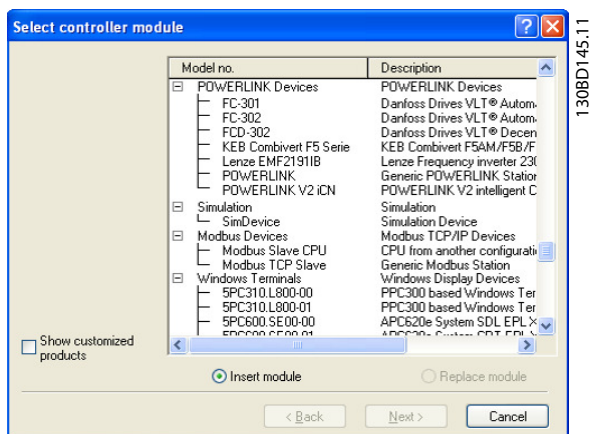 Select controller module
Model no. Description
POWERLINK Devices POWERLINK Devices
FC-301 Danfoss Drives VLT® Autom
FC-302 Danfoss Drives VLT® Autom
FCD-302 Danfoss Drives VLT® Decen
KEB Combivert F5 Serie KEB Combivert F5AM/F5B/F
Lenze EMF2191IB Lenze Frequency inverter 230
POWERLINK Generic POWERLINK Station
POWERLINK V2 iCN POWERLINK V2 intelligent C
Simulation Simulation
SimDevice Simulation Device
Modbus Devices Modbus TCP/IP Devices
Modbus Slave CPU CPU from another configurati
Modbus TCP Slave Generic Modbus Station
Windows Terminals Windows Display Devices
5PC310.L800-00 PPC300 based Windows Ter
5PC310.L800-01 PPC300 based Windows Ter
5PC600.SE00-00 APC620e System SDL EPL X
Show customized
products
Insert module Replace module
< Back Next > Cancel
130BD145.11